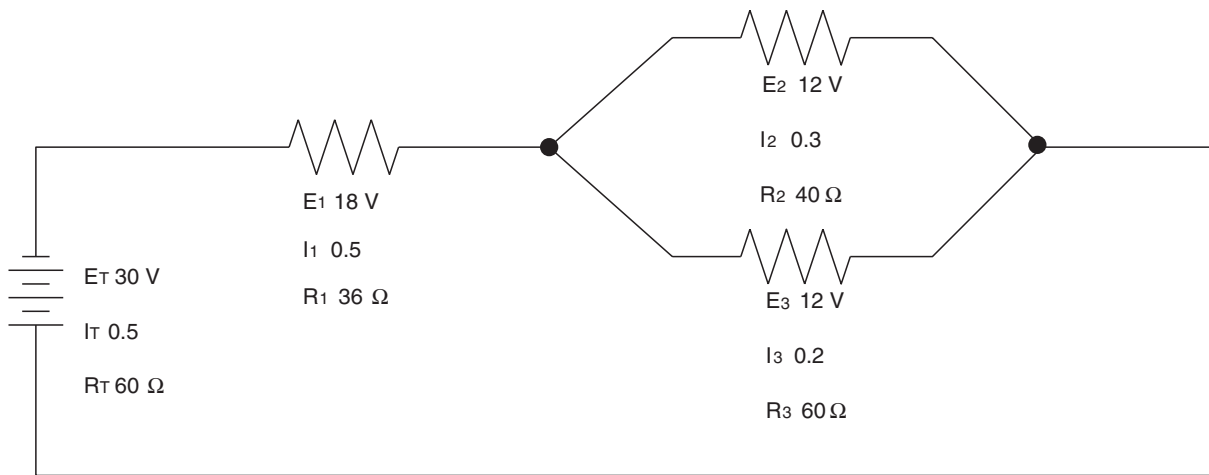 E2 12 V
I2 0.3
R2 40 Ω
E1 18 V
I1 0.5
R1 36 Ω
ET 30 V
IT 0.5
RT 60 Ω
E3 12 V
I3 0.2
R3 60 Ω